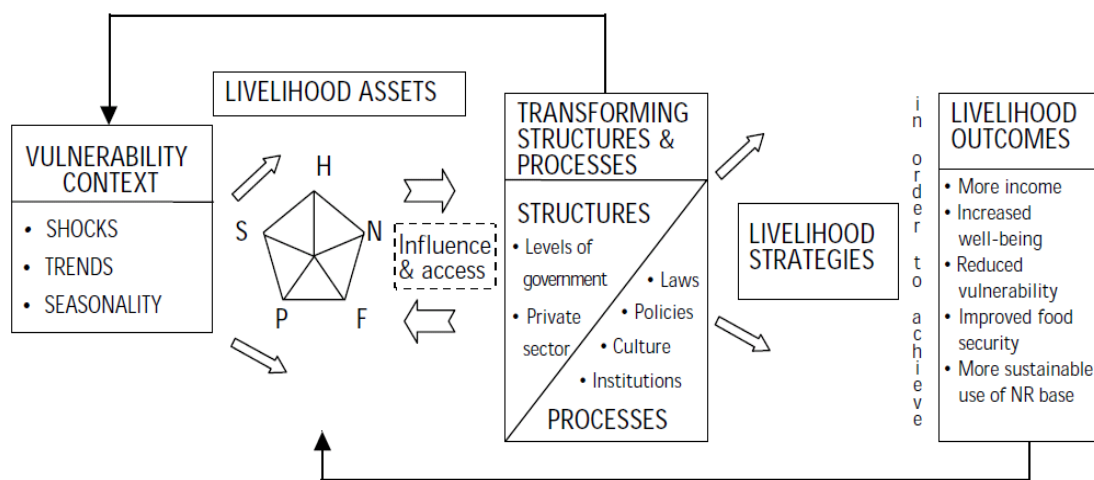 LIVELIHOOD ASSETS
VULNERABILITY
CONTEXT
• SHOCKS
• TRENDS
• SEASONALITY
H
S
N
P
F
Influence
& access
TRANSFORMING
STRUCTURES &
PROCESSES
STRUCTURES
• Levels of
government
• Private
sector
• Laws
• Policies
• Culture
• Institutions
PROCESSES
LIVELIHOOD
STRATEGIES
in order to achieve
LIVELIHOOD
OUTCOMES
• More income
• Increased
well-being
• Reduced
vulnerability
• Improved food
security
• More sustainable
use of NR base